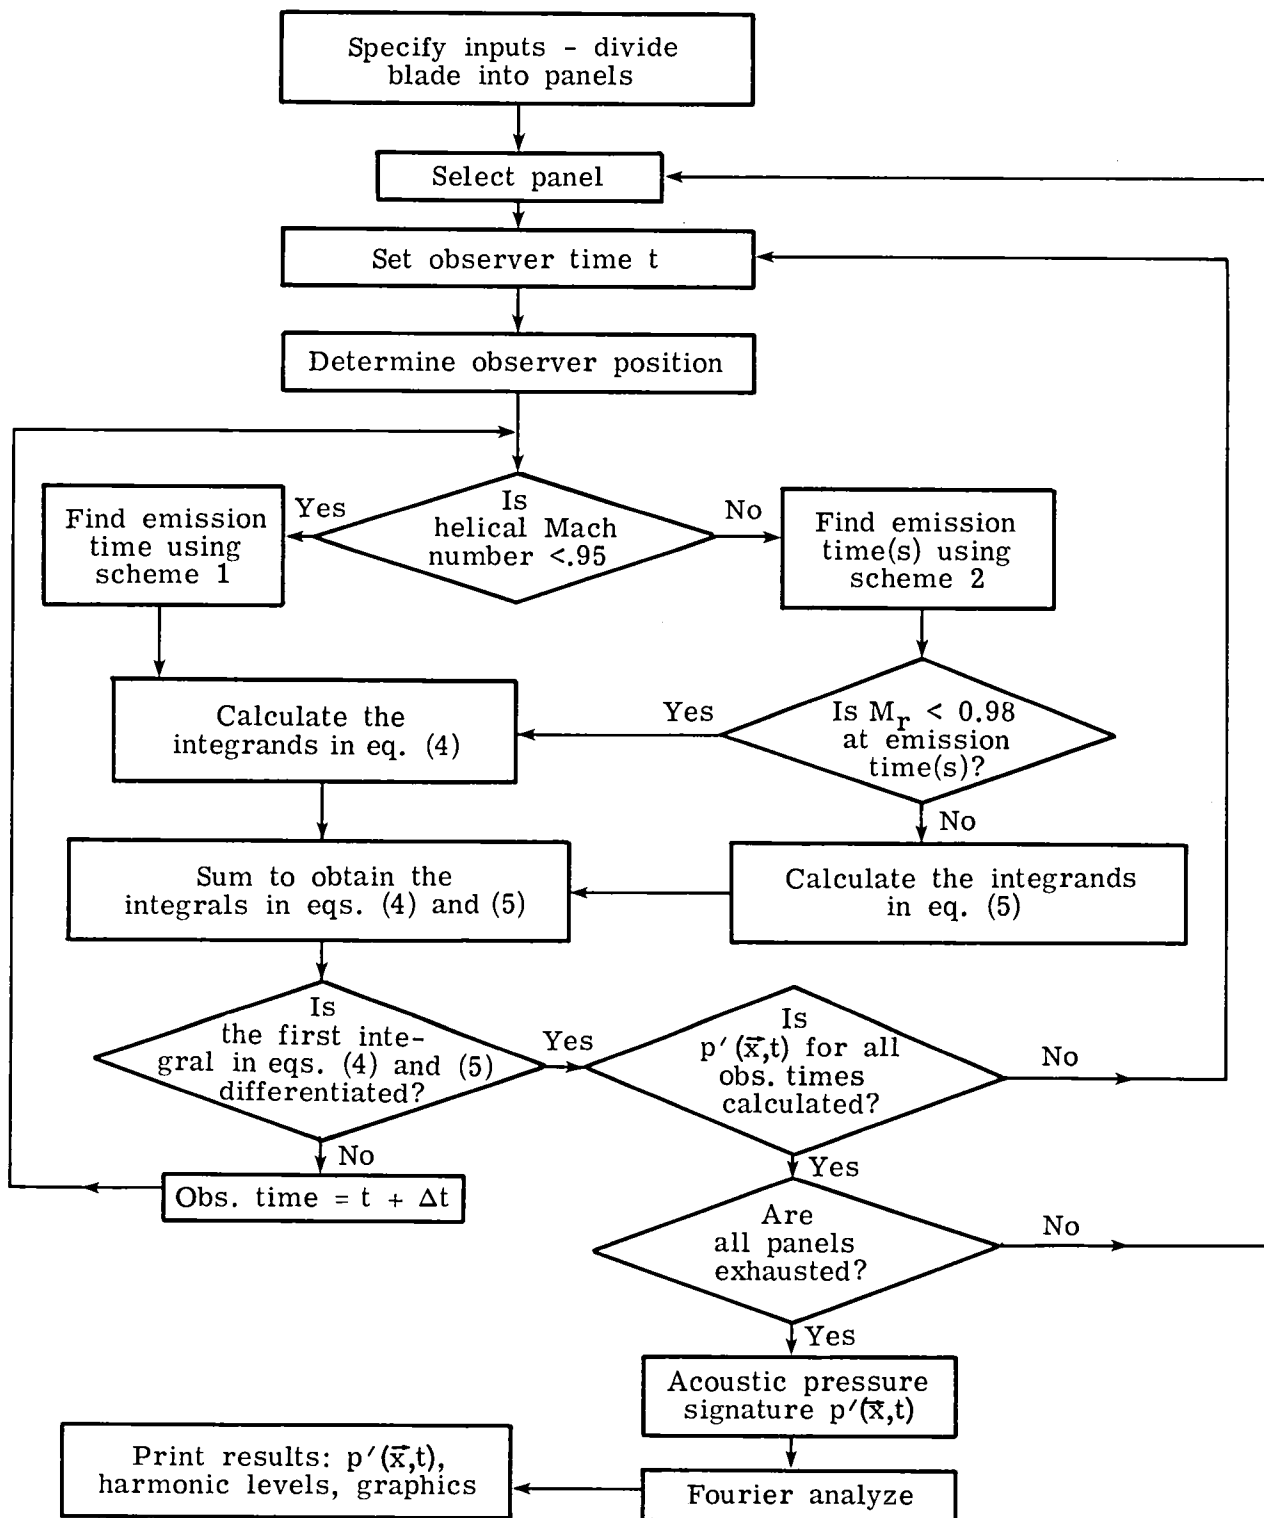 Specify inputs - divide
blade into panels
Select panel
Set observer time t
Determine observer position
Yes
Is
helical Mach
number <.95
No
Find emission
time using
scheme 1
Find emission
time(s) using
scheme 2
Calculate the
integrands in eq. (4)
Yes
Is Mr < 0.98
at emission
time(s)?
No
Sum to obtain the
integrals in eqs. (4) and (5)
Calculate the integrands
in eq. (5)
Is
the first inte-
gral in eqs. (4) and (5)
differentiated?
Yes
Is
p′(x⃗,t) for all
obs. times
calculated?
No
No
Obs. time = t + Δt
Yes
Are
all panels
exhausted?
No
Yes
Acoustic pressure
signature p′(x⃗,t)
Print results: p′(x⃗,t),
harmonic levels, graphics
Fourier analyze